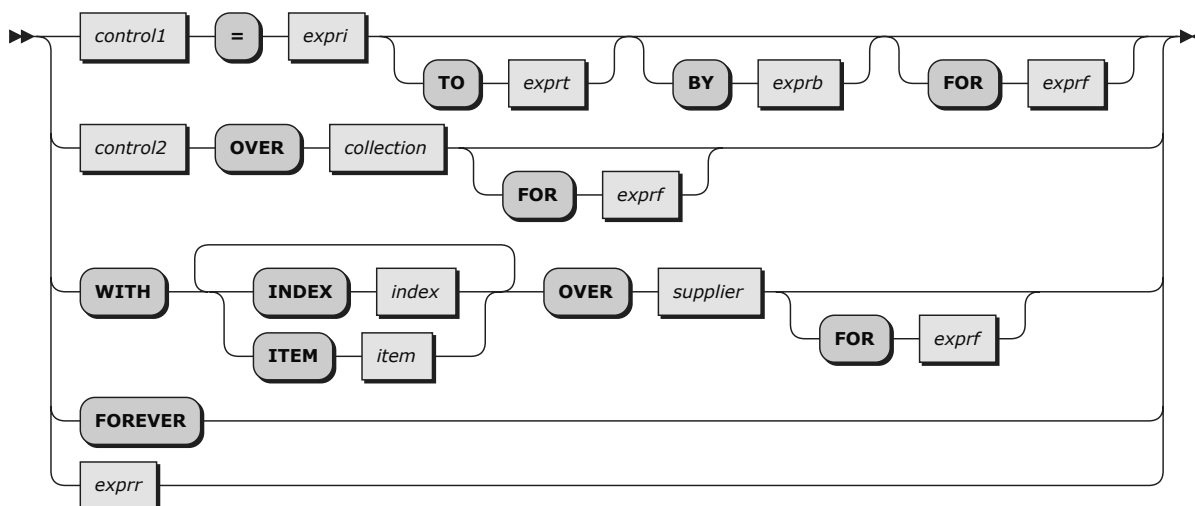 control1 = expri
TO exprt BY exprb FOR exprf
control2 OVER collection
FOR exprf
WITH INDEX index OVER supplier
ITEM item FOR exprf
FOREVER
exprr